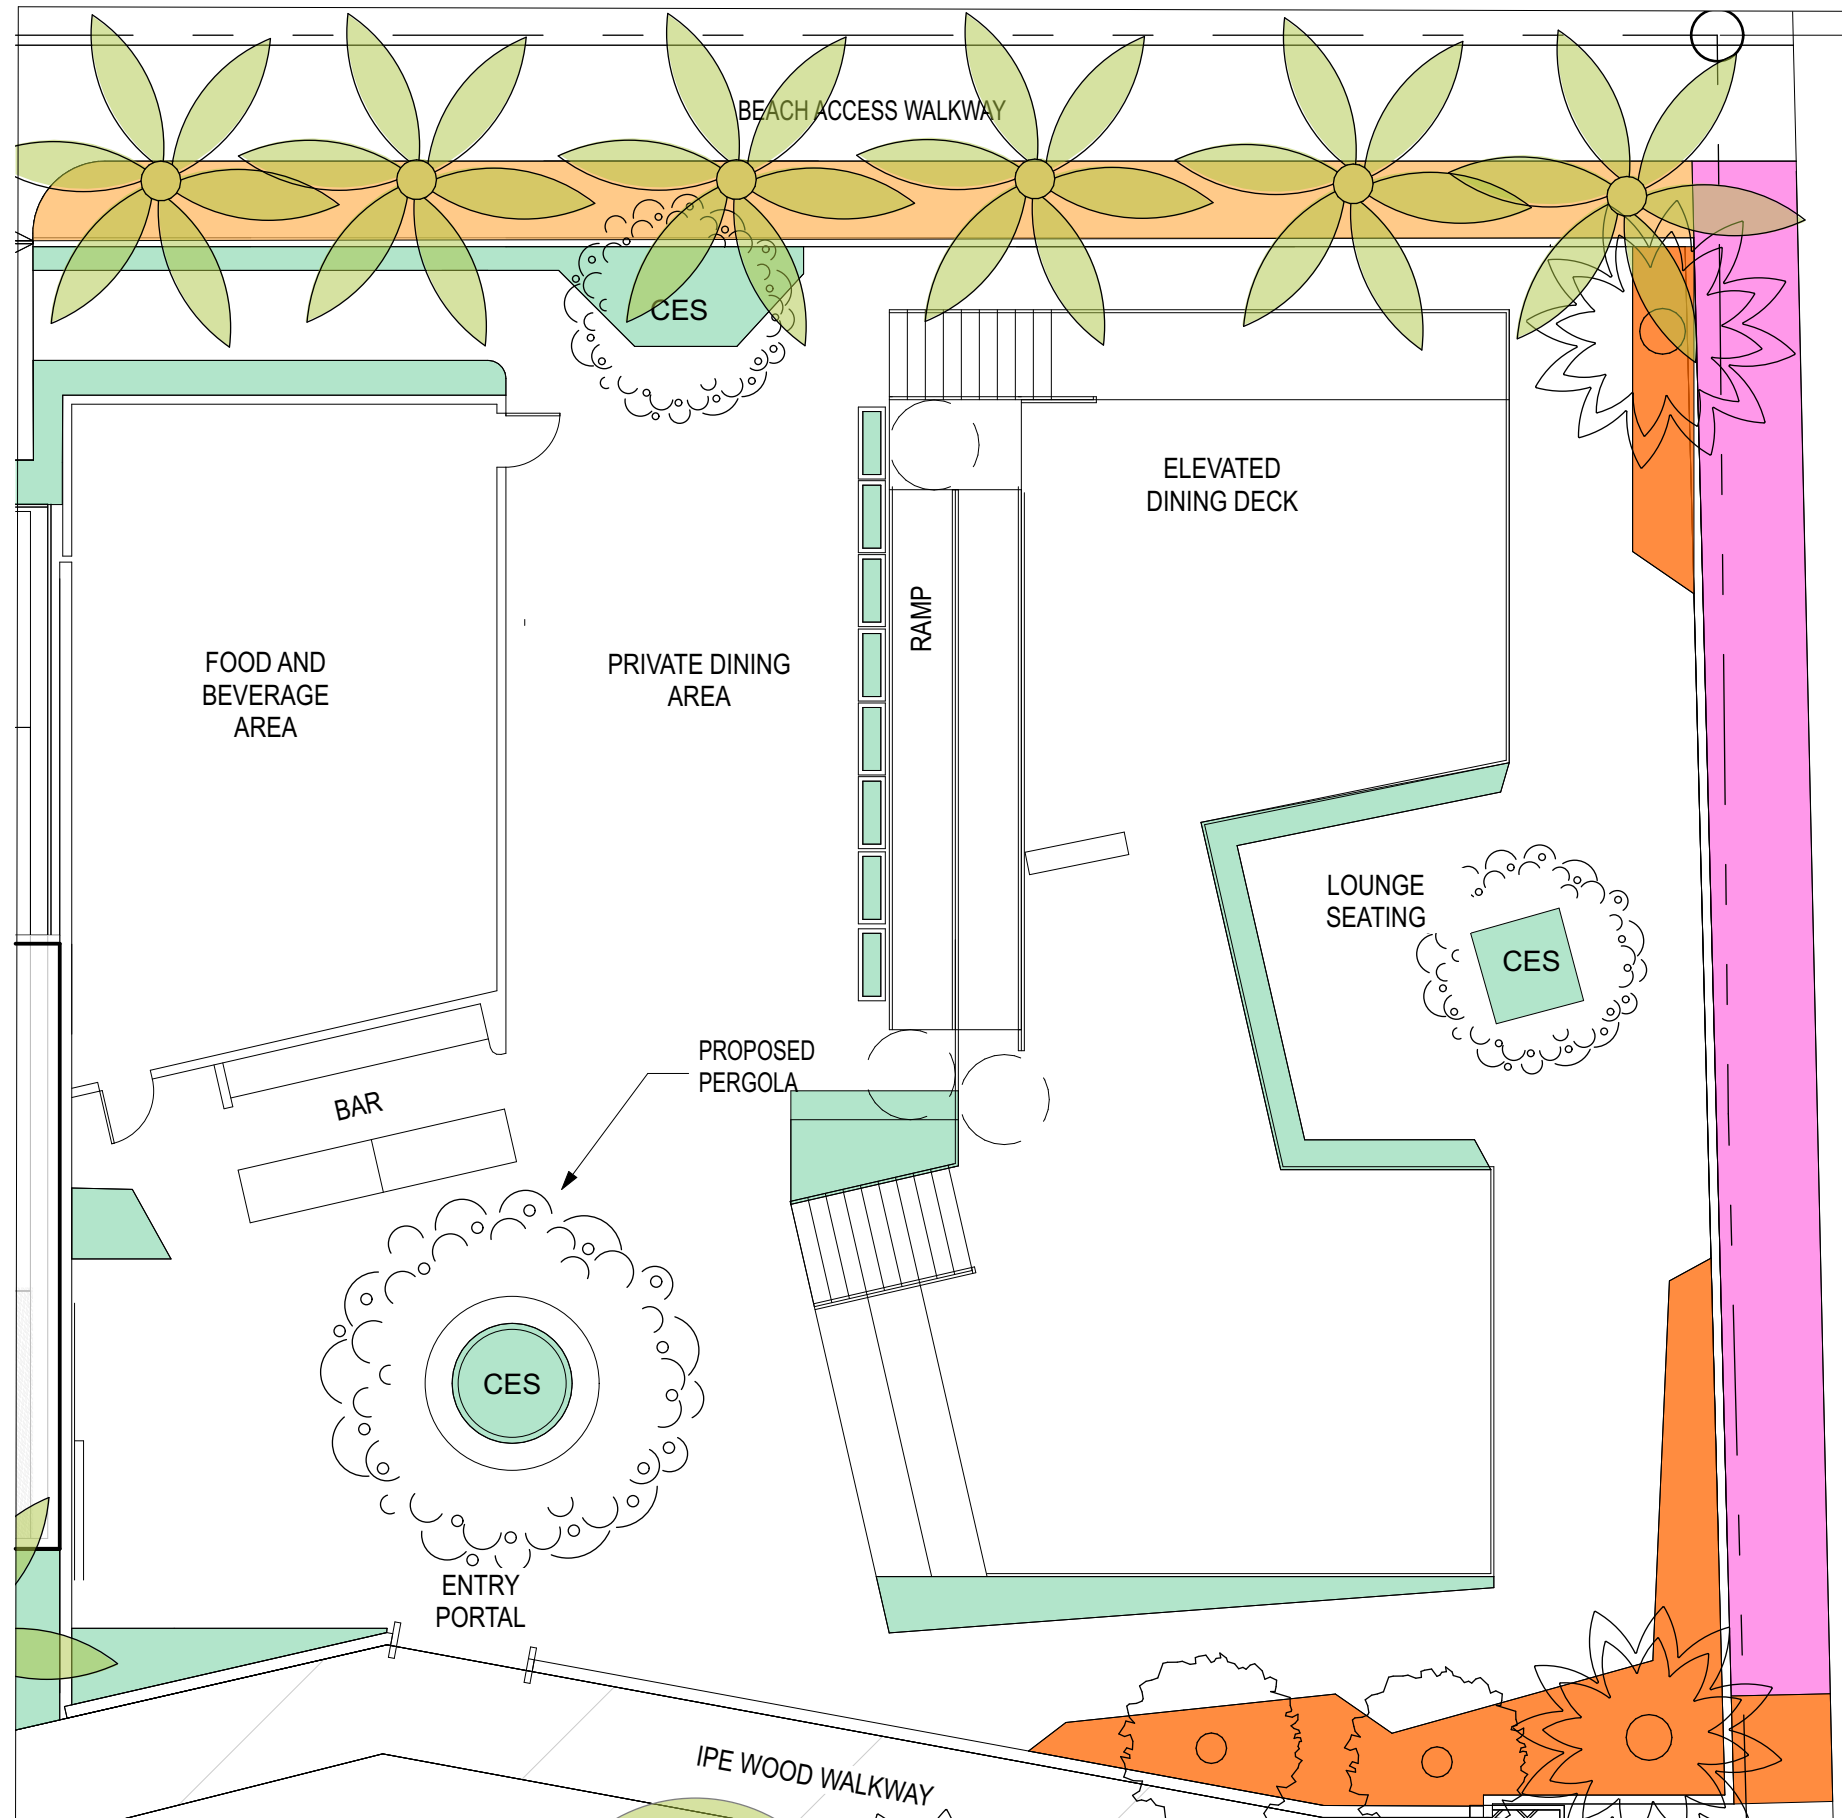 BEACH ACCESS WALKWAY
CES
ELEVATED
DINING DECK
RAMP
FOOD AND
BEVERAGE
AREA
PRIVATE DINING
AREA
LOUNGE
SEATING
CES
PROPOSED
PERGOLA
BAR
CES
ENTRY
PORTAL
IPE WOOD WALKWAY